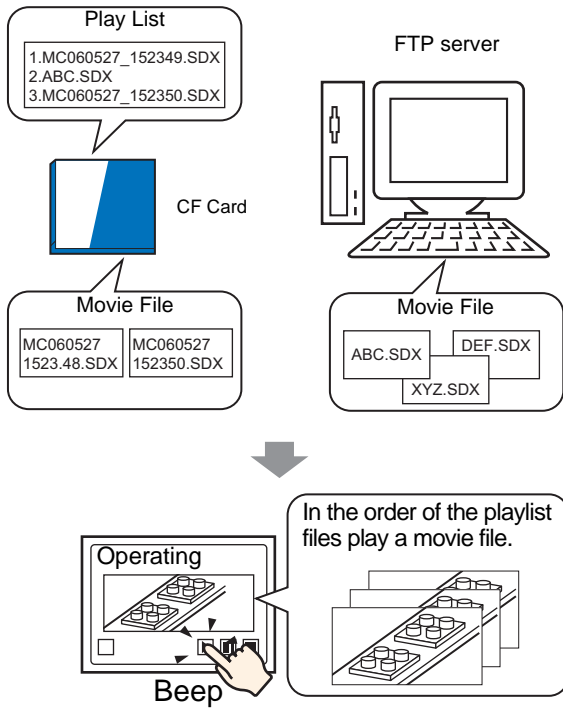 Play List
1.MC060527_152349.SDX
2.ABC.SDX
3.MC060527_152350.SDX
CF Card
Movie File
MC060527
1523.48.SDX
MC060527
152350.SDX
FTP server
Movie File
ABC.SDX
DEF.SDX
XYZ.SDX
In the order of the playlist
files play a movie file.
Operating
Beep